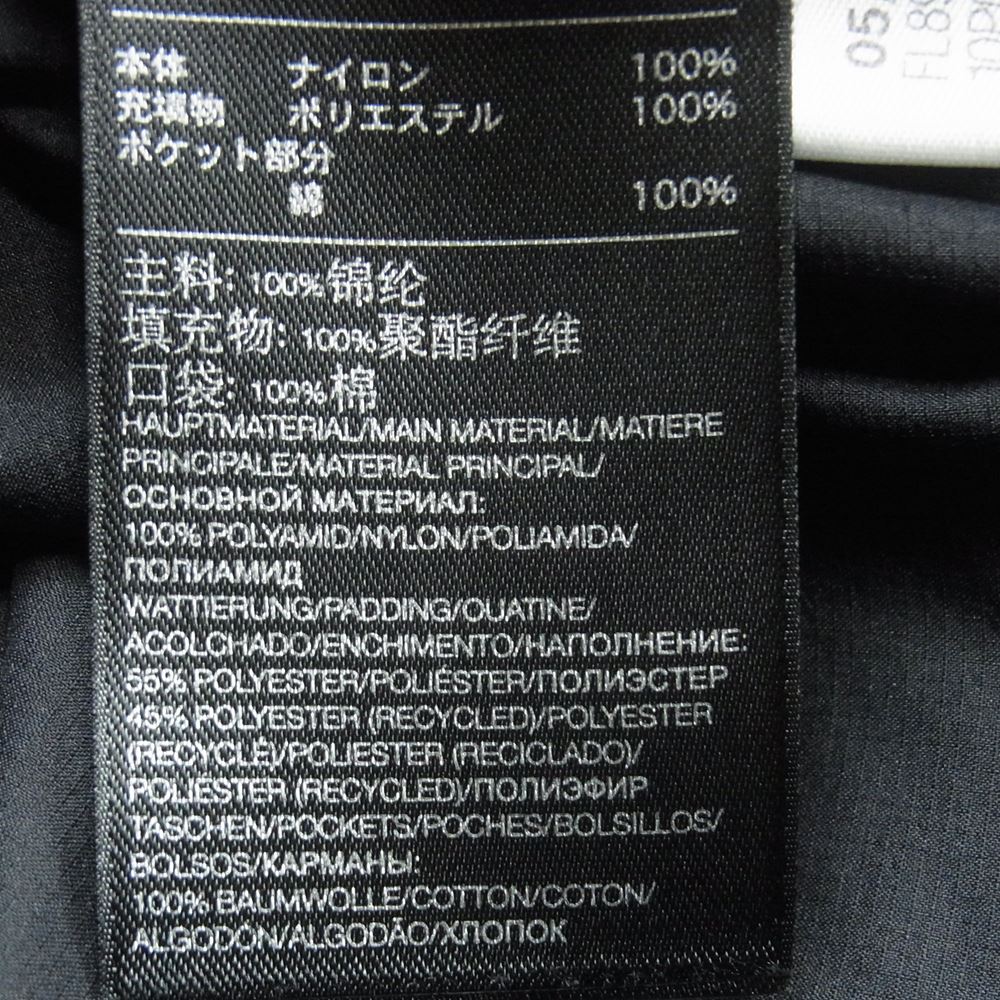 本体 ナイロン 100%
充填物 ポリエステル 100%
ポケット部分
綿 100%
主料: 100%锦纶
填充物: 100%聚酯纤维
口袋: 100%棉
HAUPTMATERIAL/MAIN MATERIAL/MATIERE
PRINCIPALE/MATERIAL PRINCIPAL/
ОСНОВНОЙ МАТЕРИАЛ:
100% POLYAMID/NYLON/POLIAMIDA/
ПОЛИАМИД
WATTIERUNG/PADDING/OUATINE/
ACOLCHADO/ENCHIMENTO/НАПОЛНЕНИЕ:
55% POLYESTER/POLIÉSTER/ПОЛИЭСТЕР
45% POLYESTER (RECYCLED)/POLYESTER
(RECYCLÉ)/POLIESTER (RECICLADO)/
POLIÉSTER (RECYCLED)/ПОЛИЭФИР
TASCHEN/POCKETS/POCHES/BOLSILLOS/
BOLSOS/КАРМАНЫ:
100% BAUMWOLLE/COTTON/COTON/
ALGODÓN/ALGODÃO/ХЛОПОК
05